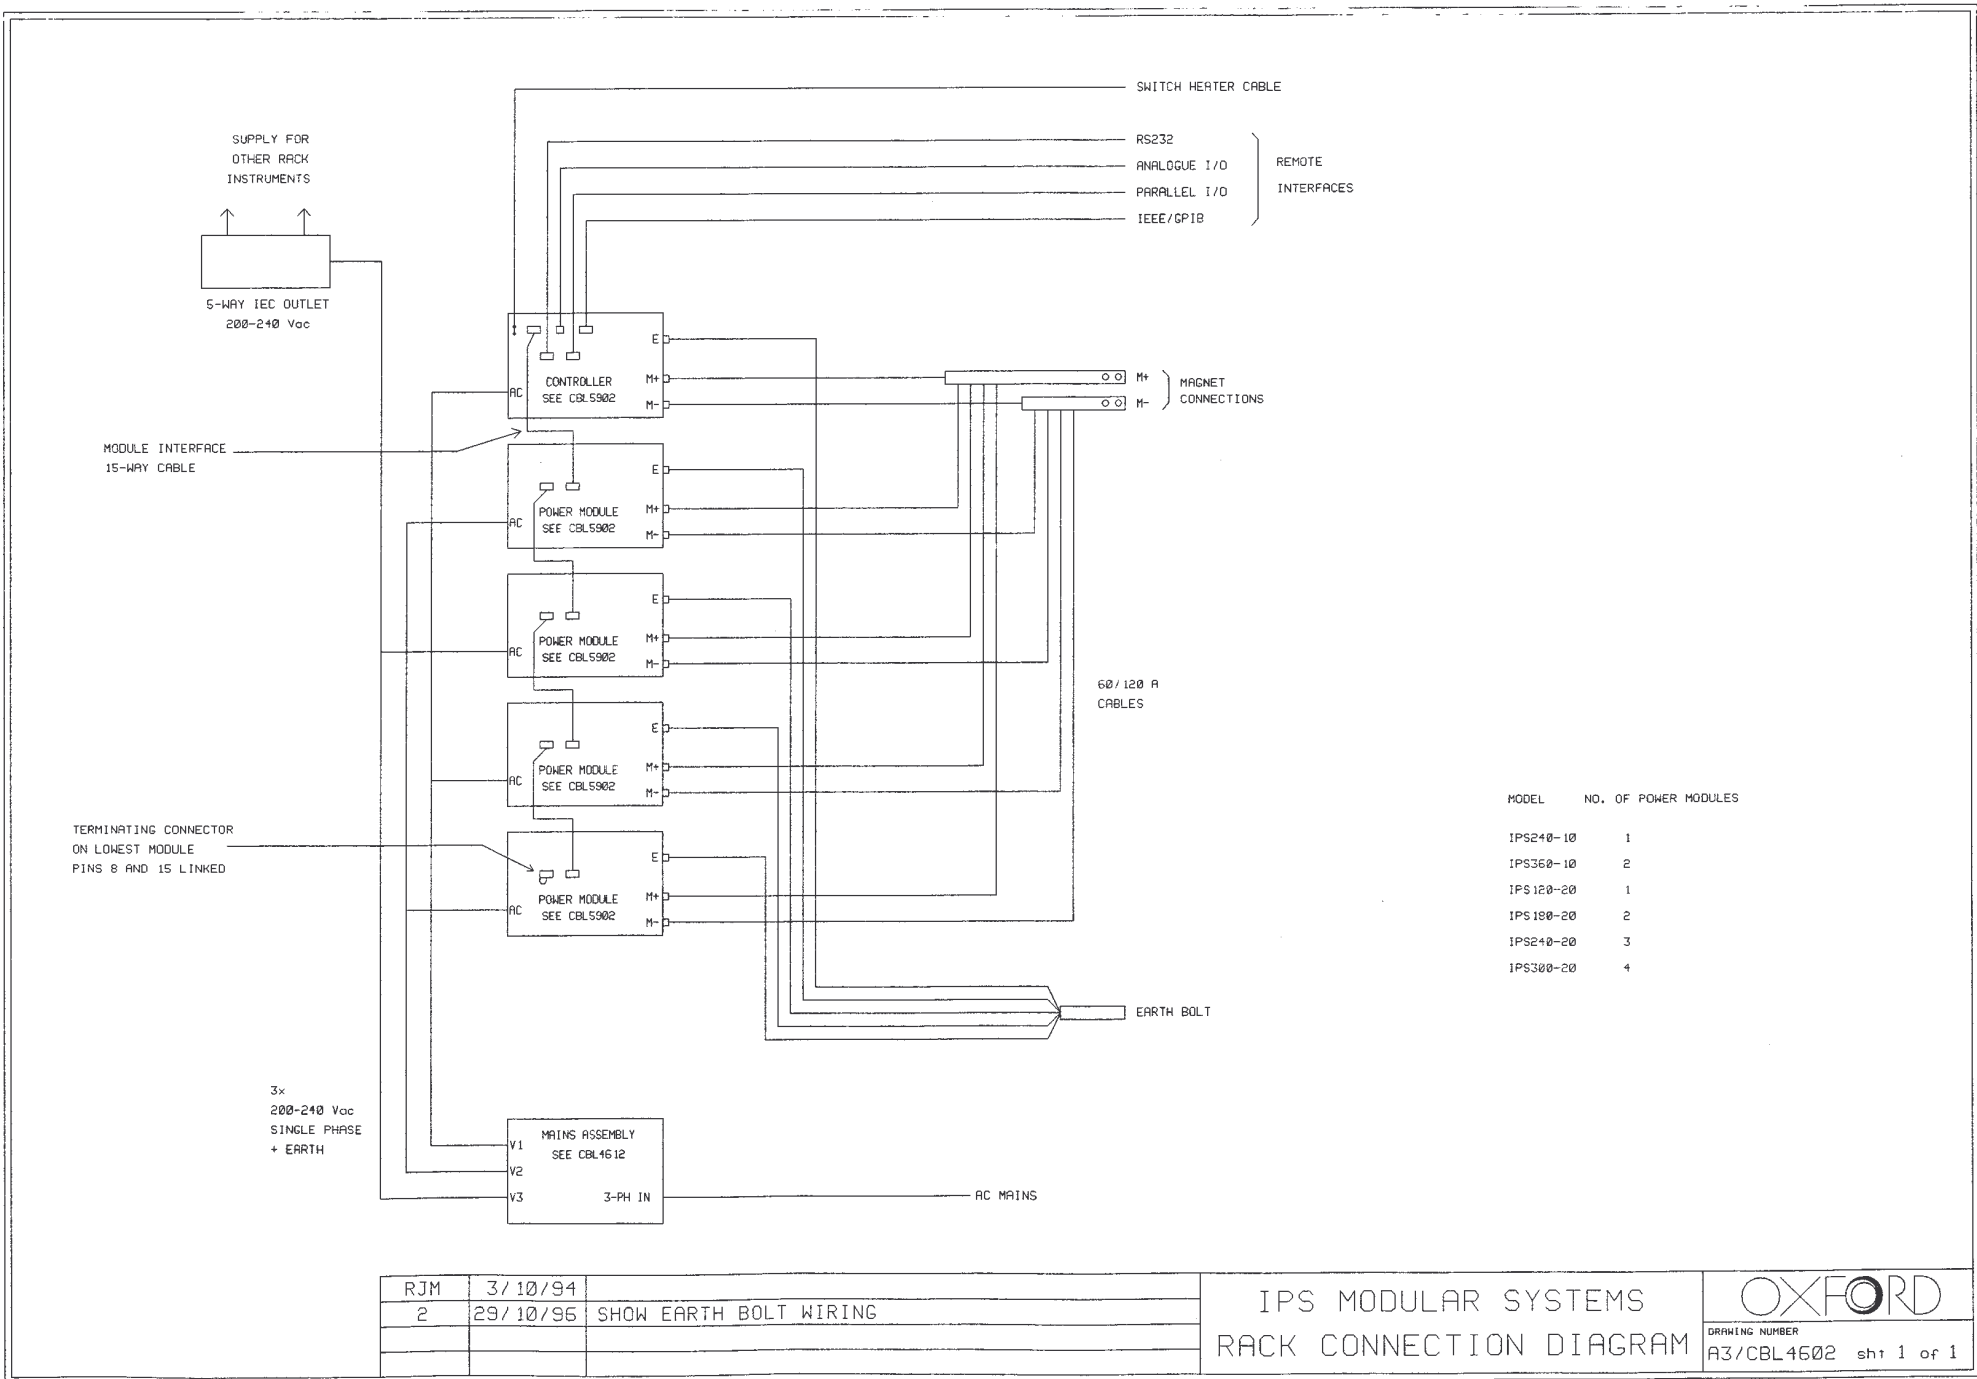 SWITCH HEATER CABLE
RS232
ANALOGUE I/O
PARALLEL I/O
IEEE/GPIB
REMOTE
INTERFACES
SUPPLY FOR
OTHER RACK
INSTRUMENTS
5-WAY IEC OUTLET
200-240 Vac
E
M+
M-
AC
CONTROLLER
SEE CBL5902
M+
M-
MAGNET
CONNECTIONS
MODULE INTERFACE
15-WAY CABLE
E
M+
M-
AC
POWER MODULE
SEE CBL5902
E
M+
M-
AC
POWER MODULE
SEE CBL5902
60/120 A
CABLES
E
M+
M-
AC
POWER MODULE
SEE CBL5902
TERMINATING CONNECTOR
ON LOWEST MODULE
PINS 8 AND 15 LINKED
E
M+
M-
AC
POWER MODULE
SEE CBL5902
MODEL NO. OF POWER MODULES
IPS240-10 1
IPS360-10 2
IPS120-20 1
IPS180-20 2
IPS240-20 3
IPS300-20 4
EARTH BOLT
3x
200-240 Vac
SINGLE PHASE
+ EARTH
MAINS ASSEMBLY
SEE CBL4612
V1
V2
V3
3-PH IN
AC MAINS
RJM 3/10/94
2 29/10/96 SHOW EARTH BOLT WIRING
IPS MODULAR SYSTEMS
RACK CONNECTION DIAGRAM
OXFORD
DRAWING NUMBER
A3/CBL4602 sht 1 of 1